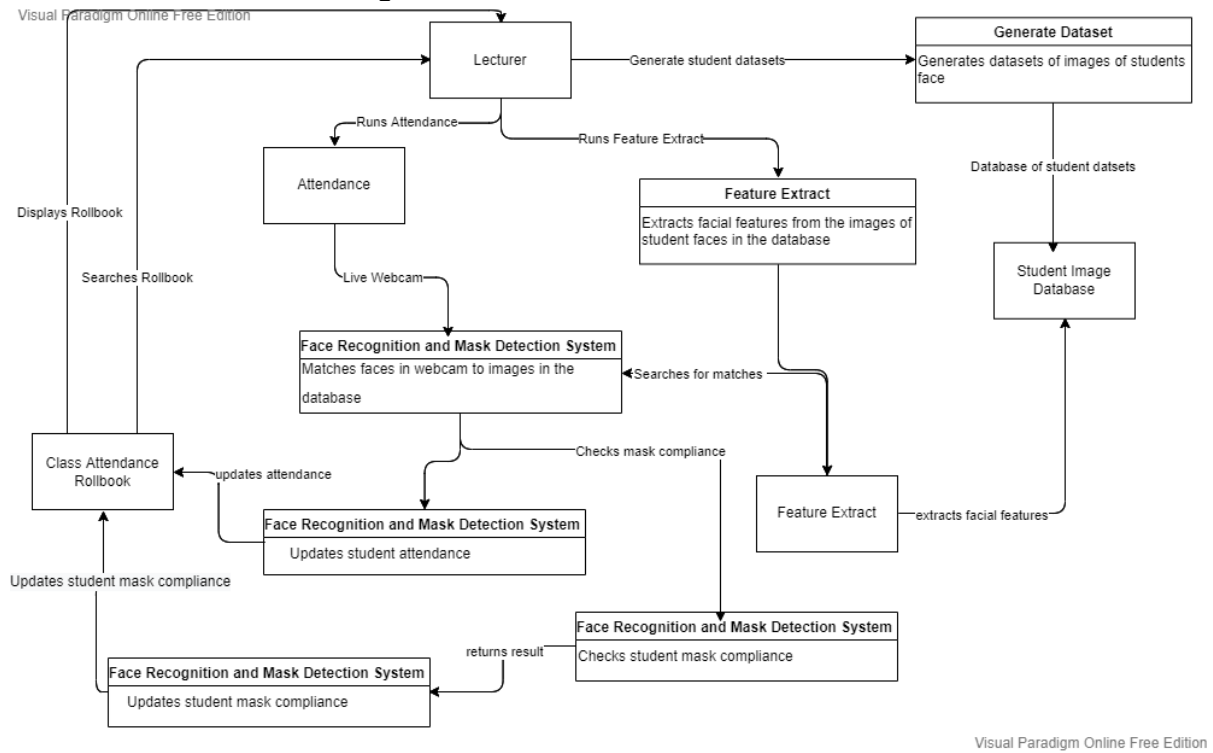 Visual Paradigm Online Free Edition
Lecturer
Generate student datasets
Generate Dataset
Generates datasets of images of students
face
Runs Attendance
Runs Feature Extract
Database of student datsets
Attendance
Feature Extract
Extracts facial features from the images of
student faces in the database
Displays Rollbook
Searches Rollbook
Live Webcam
Student Image
Database
Face Recognition and Mask Detection System
Matches faces in webcam to images in the
database
Searches for matches
Class Attendance
Rollbook
updates attendance
Checks mask compliance
Feature Extract
extracts facial features
Face Recognition and Mask Detection System
Updates student attendance
Updates student mask compliance
Face Recognition and Mask Detection System
Checks student mask compliance
returns result
Face Recognition and Mask Detection System
Updates student mask compliance
Visual Paradigm Online Free Edition